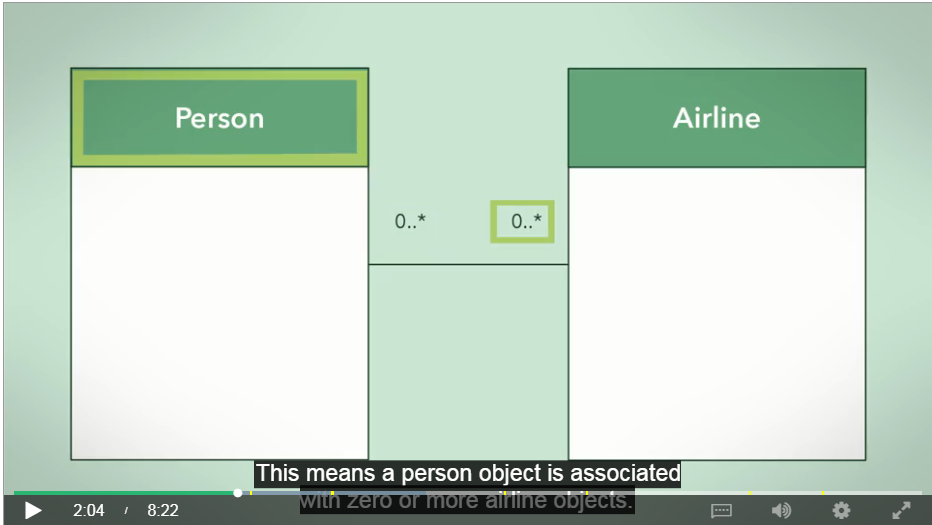 Person
Airline
0..*
0..*
This means a person object is associated
with zero or more airline objects.
2:04 / 8:22